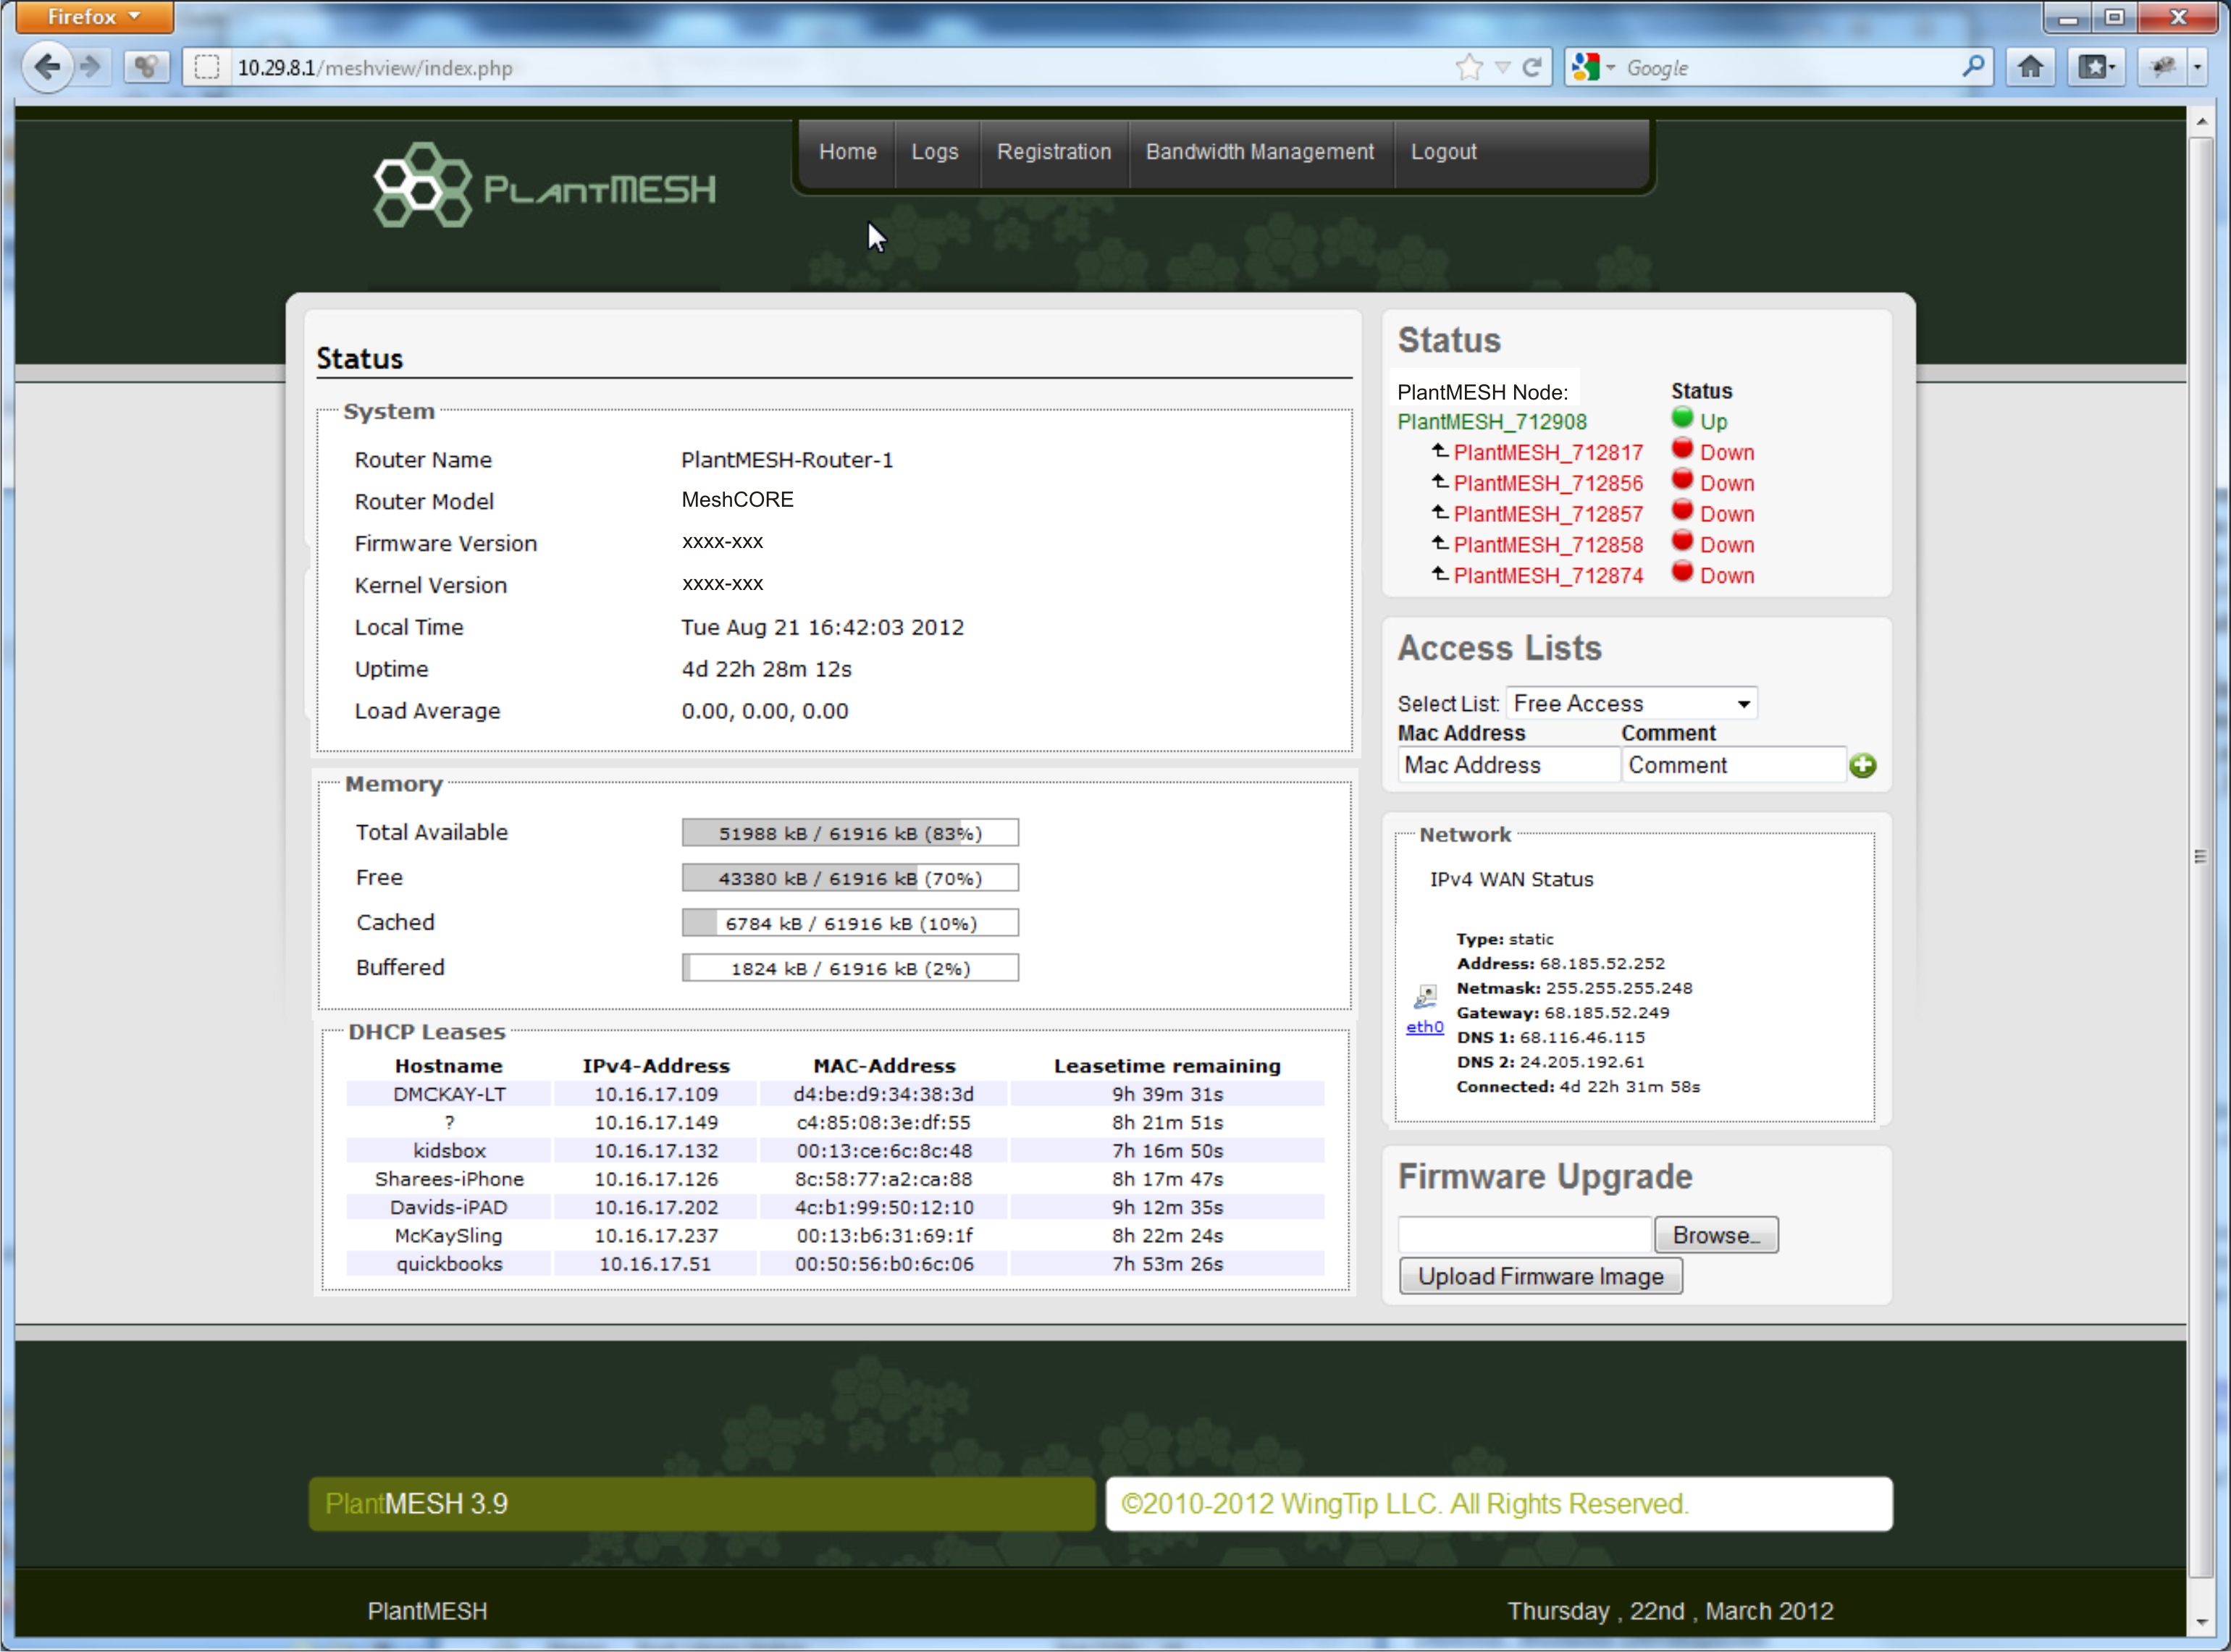 Firefox
10.29.8.1/meshview/index.php
Google
Home Logs Registration Bandwidth Management Logout
PLANTMESH
Status
System
Router Name PlantMESH-Router-1
Router Model MeshCORE
Firmware Version xxxx-xxx
Kernel Version xxxx-xxx
Local Time Tue Aug 21 16:42:03 2012
Uptime 4d 22h 28m 12s
Load Average 0.00, 0.00, 0.00
Memory
Total Available 51988 kB / 61916 kB (83%)
Free 43380 kB / 61916 kB (70%)
Cached 6784 kB / 61916 kB (10%)
Buffered 1824 kB / 61916 kB (2%)
DHCP Leases
Hostname IPv4-Address MAC-Address Leasetime remaining
DMCKAY-LT 10.16.17.109 d4:be:d9:34:38:3d 9h 39m 31s
? 10.16.17.149 c4:85:08:3e:df:55 8h 21m 51s
kidsbox 10.16.17.132 00:13:ce:6c:8c:48 7h 16m 50s
Sharees-iPhone 10.16.17.126 8c:58:77:a2:ca:88 8h 17m 47s
Davids-iPAD 10.16.17.202 4c:b1:99:50:12:10 9h 12m 35s
McKaySling 10.16.17.237 00:13:b6:31:69:1f 8h 22m 24s
quickbooks 10.16.17.51 00:50:56:b0:6c:06 7h 53m 26s
Status
PlantMESH Node: Status
PlantMESH_712908 Up
PlantMESH_712817 Down
PlantMESH_712856 Down
PlantMESH_712857 Down
PlantMESH_712858 Down
PlantMESH_712874 Down
Access Lists
Select List: Free Access
Mac Address Comment
Mac Address Comment
Network
IPv4 WAN Status
Type: static
Address: 68.185.52.252
Netmask: 255.255.255.248
Gateway: 68.185.52.249
eth0
DNS 1: 68.116.46.115
DNS 2: 24.205.192.61
Connected: 4d 22h 31m 58s
Firmware Upgrade
Browse...
Upload Firmware Image
PlantMESH 3.9
©2010-2012 WingTip LLC. All Rights Reserved.
PlantMESH
Thursday , 22nd , March 2012